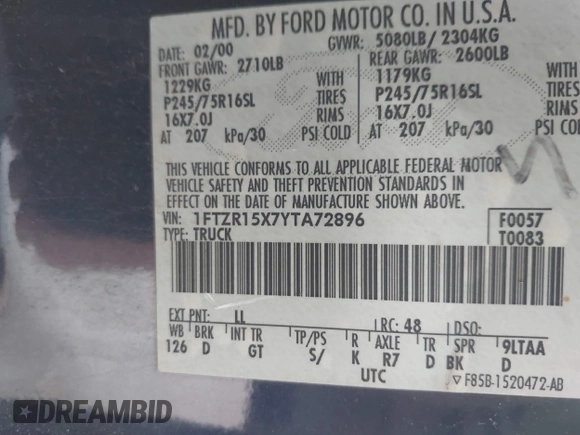 MFD. BY FORD MOTOR CO. IN U.S.A.
DATE: 02/00 GVWR: 5080LB/ 2304KG
FRONT GAWR: 2710LB REAR GAWR: 2600LB
1229KG WITH 1179KG WITH
P245/75R16SL TIRES P245/75R16SL TIRES
16X7.0J RIMS 16X7.0J RIMS
AT 207 kPa/30 PSI COLD AT 207 kPa/30 PSI COL
THIS VEHICLE CONFORMS TO ALL APPLICABLE FEDERAL MOTOR
VEHICLE SAFETY AND THEFT PREVENTION STANDARDS IN
EFFECT ON THE DATE OF MANUFACTURE SHOWN ABOVE.
VIN: 1FTZR15X7YTA72896 F0057
TYPE: TRUCK T0083
EXT PNT: LL RC: 48 DSO:
WB BRK INT TR TP/PS R AXLE TR SPR 9LTAA
126 D GT S/ K R7 D BK D
UTC ▽ F85B-1520472-AB
DREAMBID